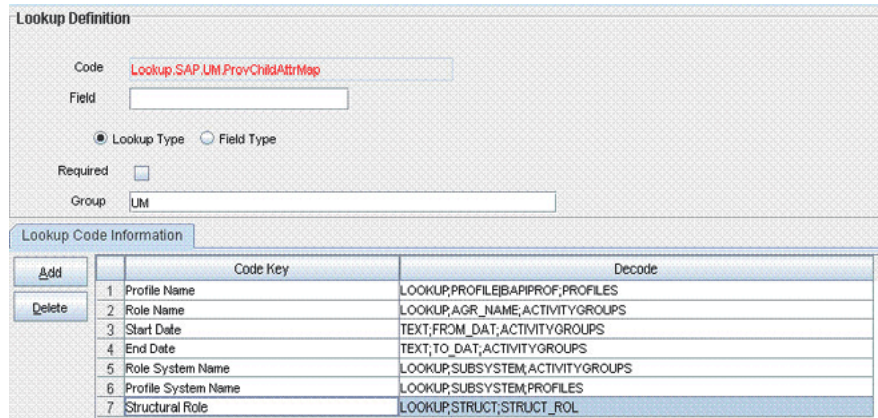 Lookup Definition
Code Lookup.SAP.UM.ProvChildAttrMap
Field
Lookup Type Field Type
Required
Group UM
Lookup Code Information
Add Code Key Decode
1 Profile Name LOOKUP;PROFILE|BAPIPROF;PROFILES
Delete 2 Role Name LOOKUP;AGR_NAME;ACTIVITYGROUPS
3 Start Date TEXT;FROM_DAT;ACTIVITYGROUPS
4 End Date TEXT;TO_DAT;ACTIVITYGROUPS
5 Role System Name LOOKUP;SUBSYSTEM;ACTIVITYGROUPS
6 Profile System Name LOOKUP;SUBSYSTEM;PROFILES
7 Structural Role LOOKUP;STRUCT;STRUCT_ROL